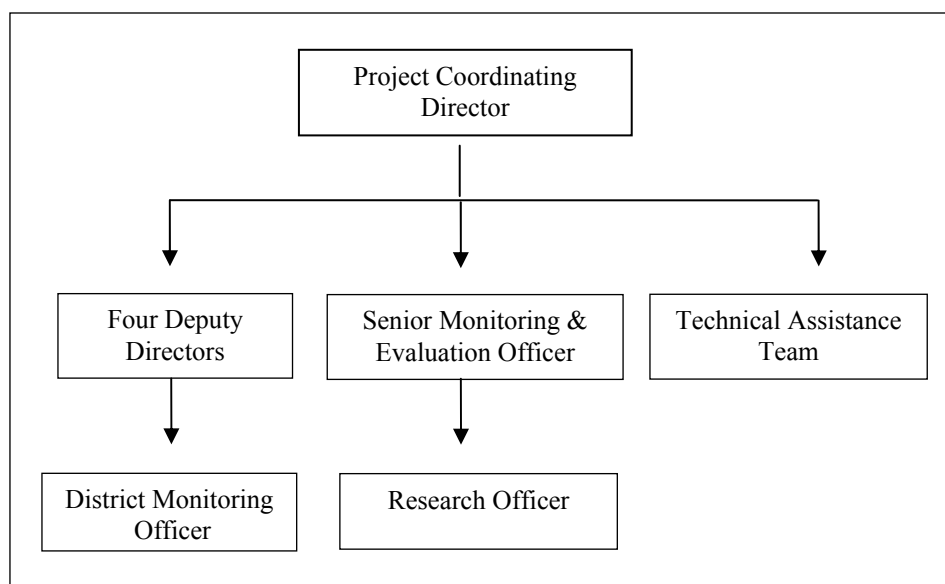 Project Coordinating
Director
Four Deputy
Directors
Senior Monitoring &
Evaluation Officer
Technical Assistance
Team
District Monitoring
Officer
Research Officer